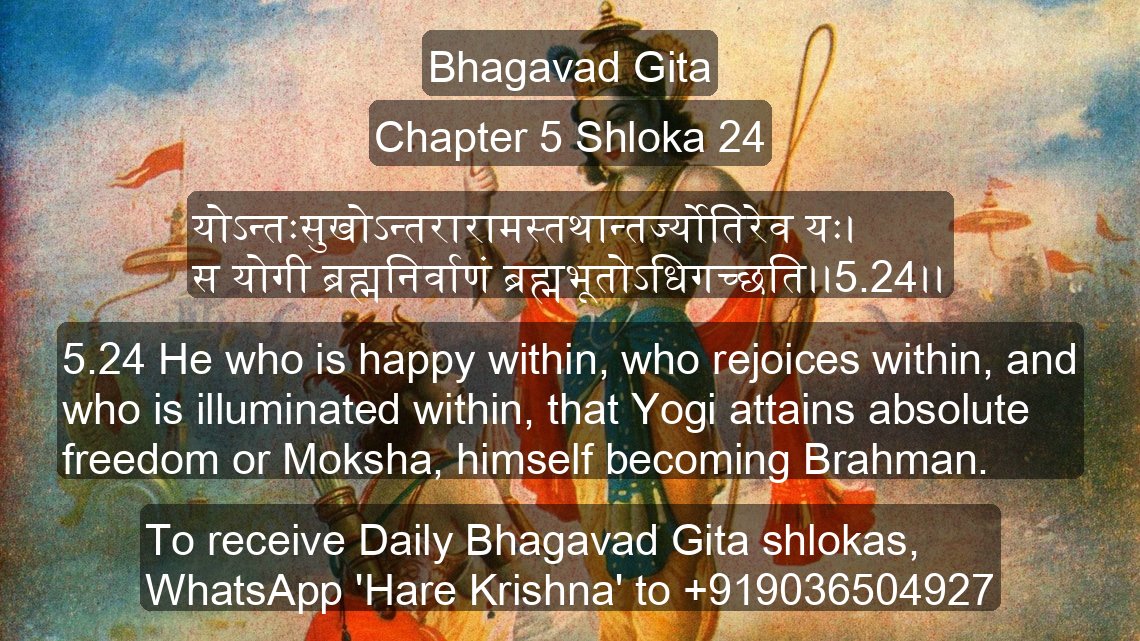 Bhagavad Gita
Chapter 5 Shloka 24
योऽन्तःसुखोऽन्तरारामस्तथान्तर्ज्योतिरेव यः।
स योगी ब्रह्मनिर्वाणं ब्रह्मभूतोऽधिगच्छति।।5.24।।
5.24 He who is happy within, who rejoices within, and
who is illuminated within, that Yogi attains absolute
freedom or Moksha, himself becoming Brahman.
To receive Daily Bhagavad Gita shlokas,
WhatsApp 'Hare Krishna' to +919036504927